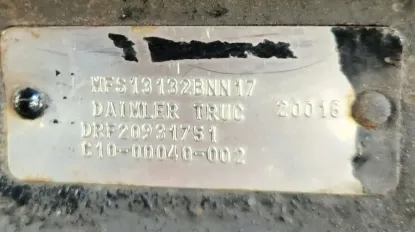 MFS13132BNN17
DAIMLER TRUC 20016
DRF20931751
C10-00040-002